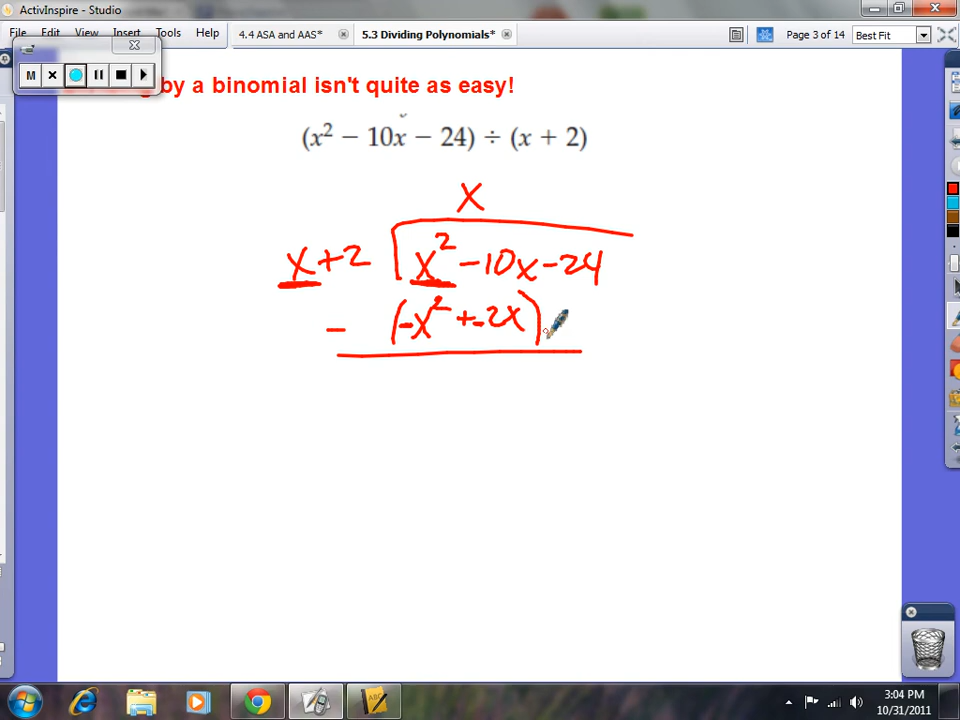 ActivInspire - Studio
File Edit View Insert Tools Help 4.4 ASA and AAS* 5.3 Dividing Polynomials* Page 3 of 14 Best Fit
M
by a binomial isn't quite as easy!
(x² − 10x − 24) ÷ (x + 2)
x
x+2 x² -10x -24
- (-x² +-2x)
3:04 PM
10/31/2011